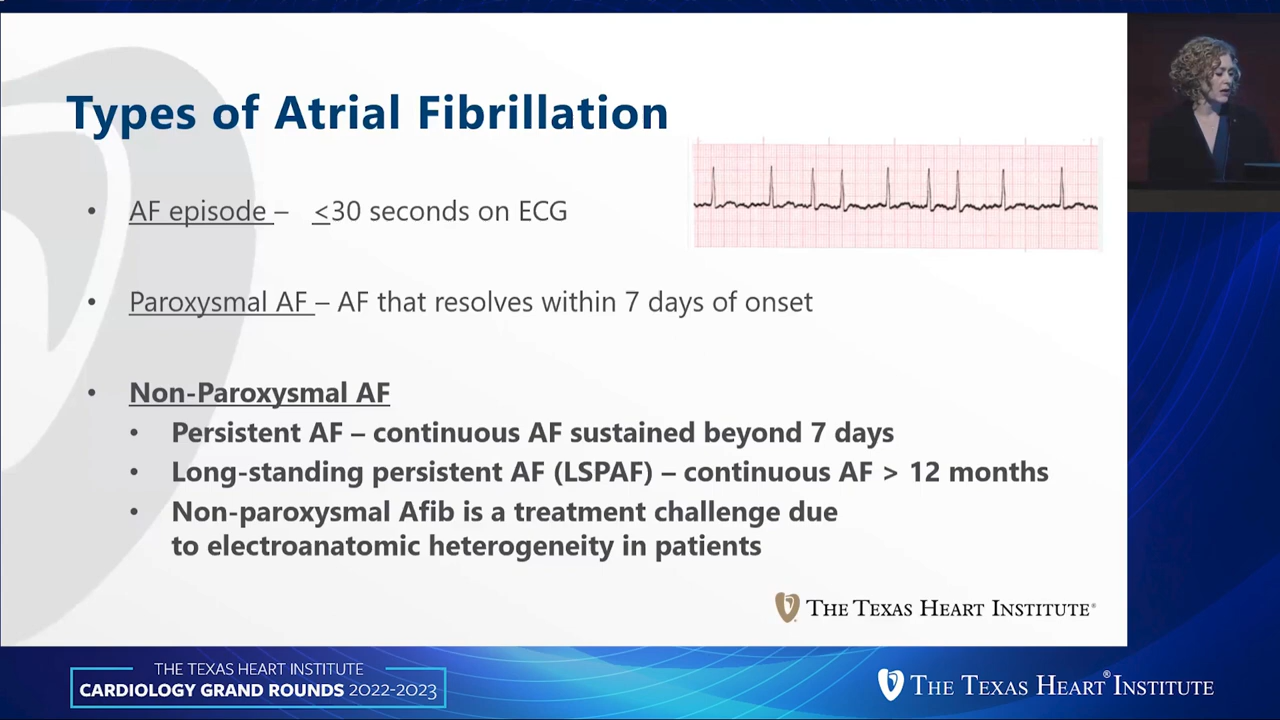 Types of Atrial Fibrillation
• AF episode – <30 seconds on ECG
• Paroxysmal AF – AF that resolves within 7 days of onset
• Non-Paroxysmal AF
• Persistent AF – continuous AF sustained beyond 7 days
• Long-standing persistent AF (LSPAF) – continuous AF > 12 months
• Non-paroxysmal Afib is a treatment challenge due
to electroanatomic heterogeneity in patients
THE TEXAS HEART INSTITUTE®
THE TEXAS HEART INSTITUTE
CARDIOLOGY GRAND ROUNDS 2022-2023
THE TEXAS HEART® INSTITUTE